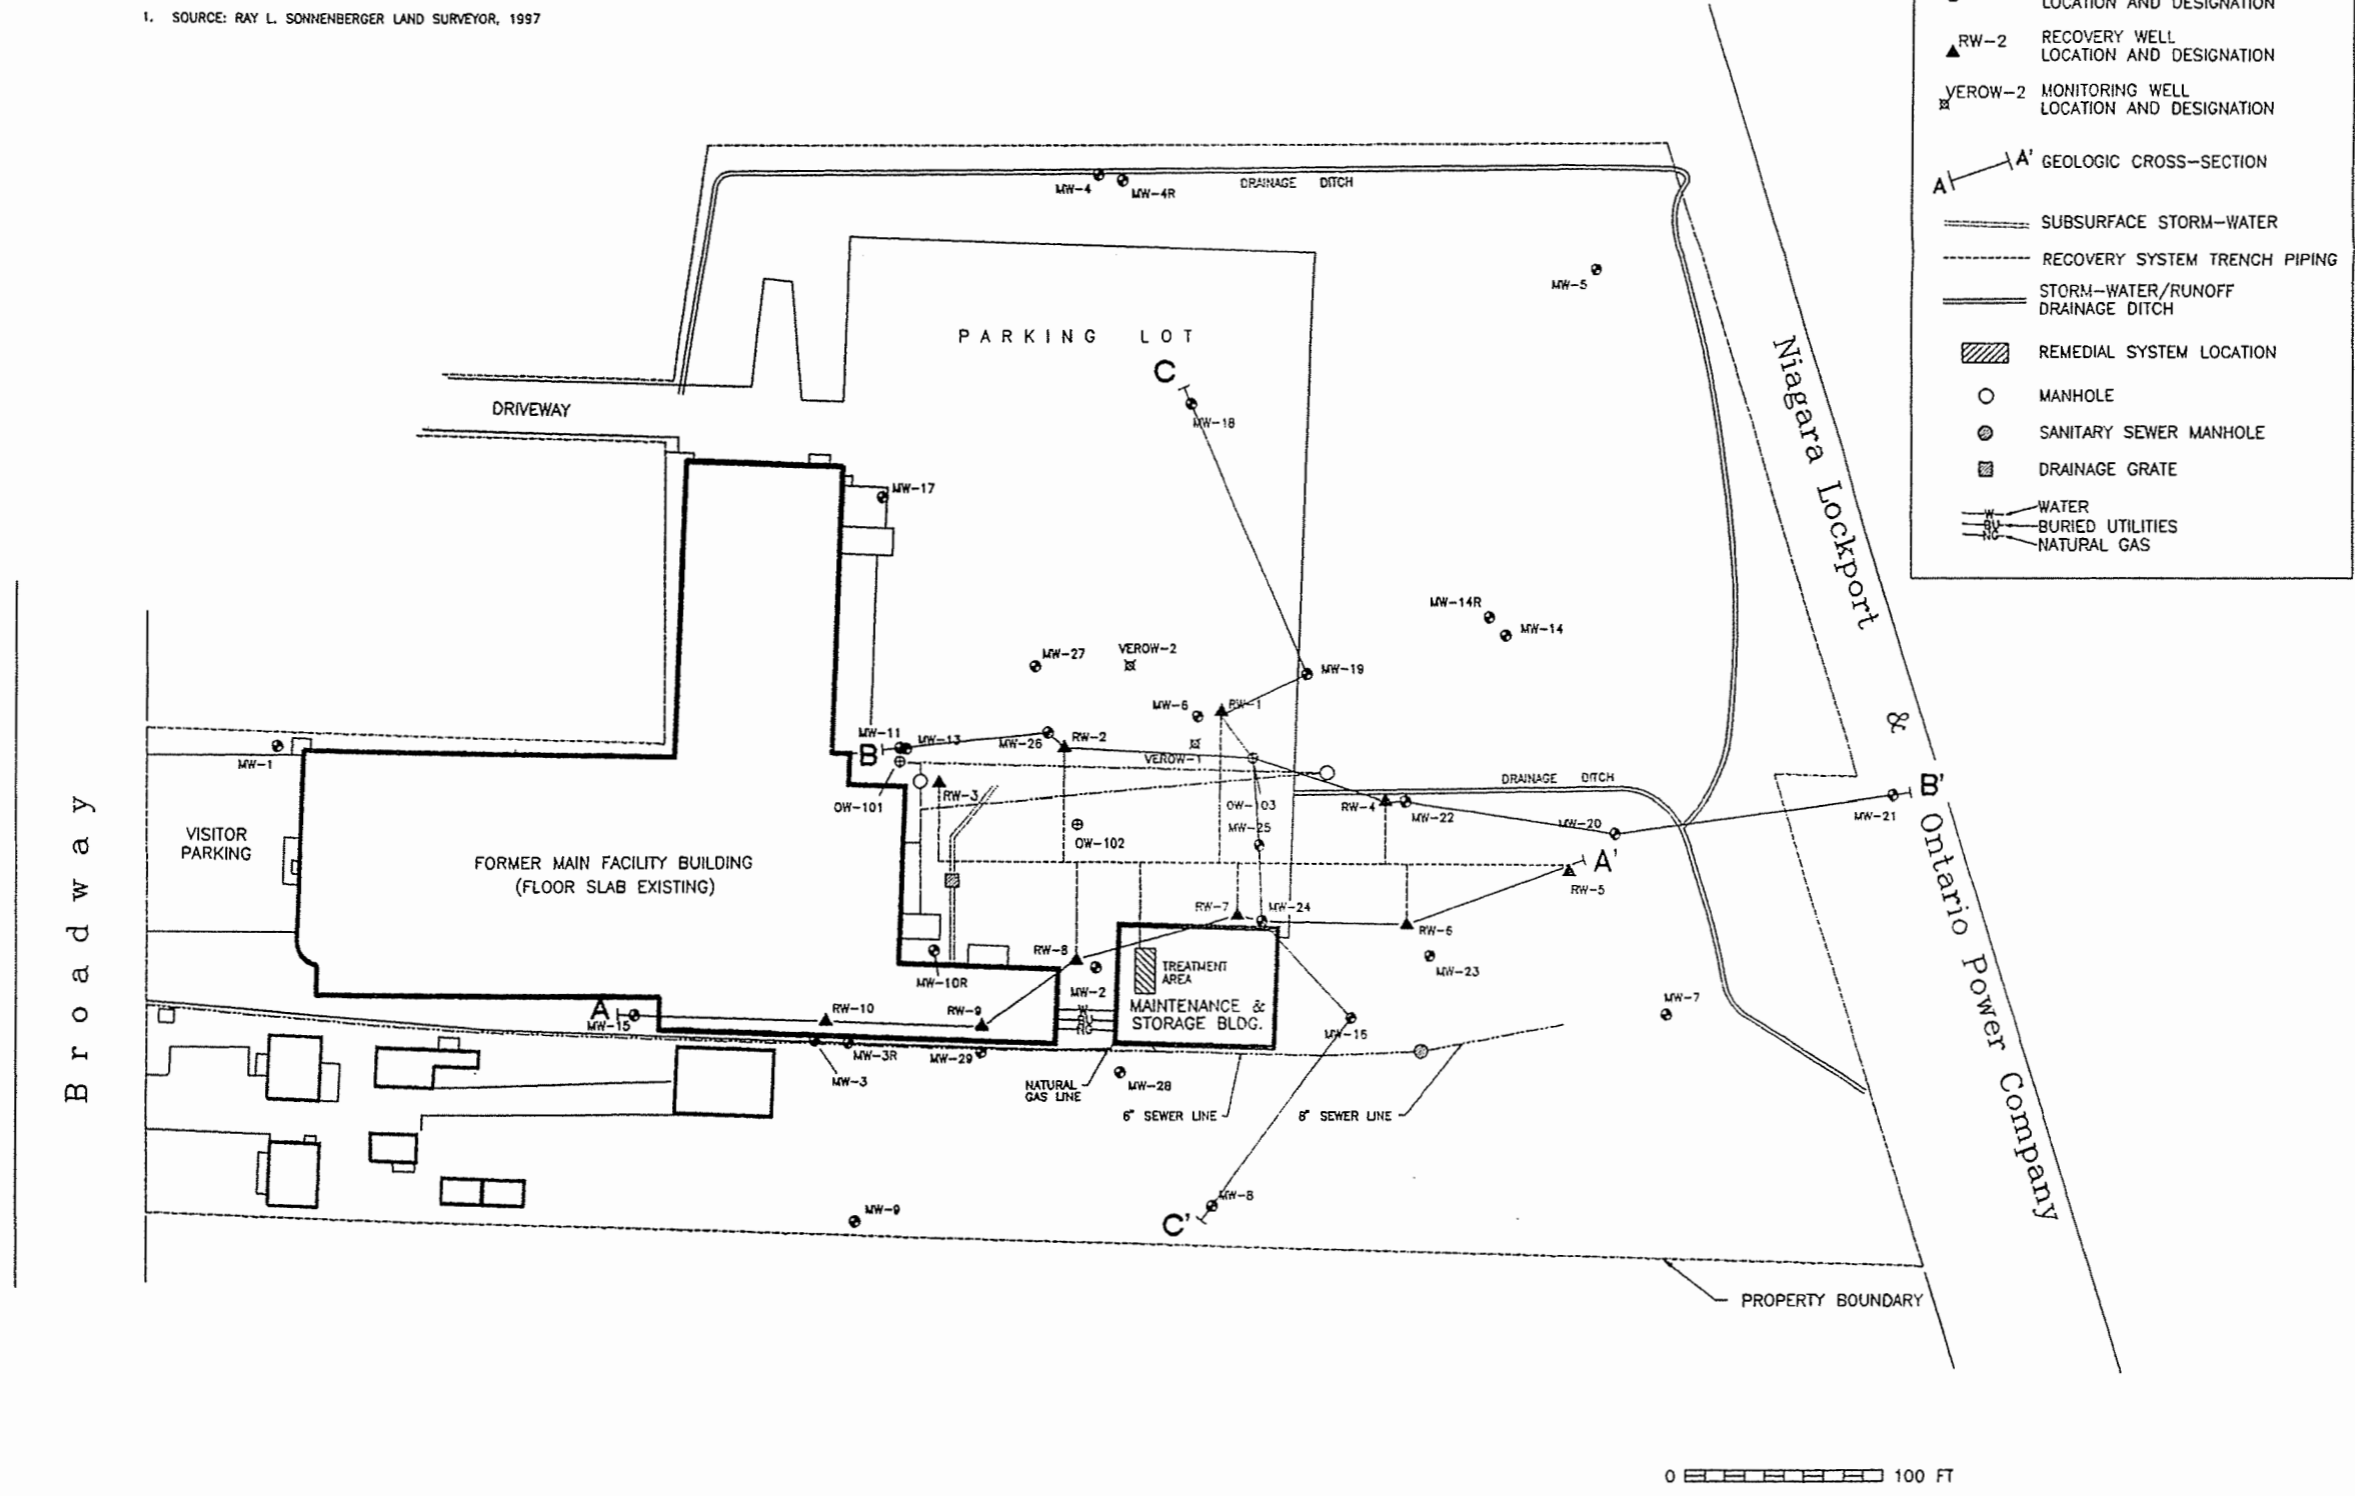 1. SOURCE: RAY L. SONNENBERGER LAND SURVEYOR, 1997
LOCATION AND DESIGNATION
RW-2 RECOVERY WELL
LOCATION AND DESIGNATION
VEROW-2 MONITORING WELL
LOCATION AND DESIGNATION
A A' GEOLOGIC CROSS-SECTION
SUBSURFACE STORM-WATER
RECOVERY SYSTEM TRENCH PIPING
STORM-WATER/RUNOFF
DRAINAGE DITCH
REMEDIAL SYSTEM LOCATION
MANHOLE
SANITARY SEWER MANHOLE
DRAINAGE GRATE
W WATER
BU BURIED UTILITIES
NG NATURAL GAS
MW-4
MW-4R
DRAINAGE DITCH
MW-5
PARKING LOT
C
MW-18
DRIVEWAY
MW-17
Niagara Lockport & Ontario Power Company
MW-14R
MW-14
MW-27
VEROW-2
MW-19
MW-6
RW-1
MW-11
B
MW-13
MW-26
RW-2
VEROW-1
MW-1
OW-101
RW-3
OW-103
RW-4
MW-22
DRAINAGE DITCH
B'
MW-21
MW-20
MW-25
OW-102
A'
RW-5
VISITOR
PARKING
Broadway
FORMER MAIN FACILITY BUILDING
(FLOOR SLAB EXISTING)
RW-7
MW-24
RW-6
RW-8
MW-23
MW-10R
MW-2
TREATMENT
AREA
MAINTENANCE &
STORAGE BLDG.
W
BU
NG
MW-7
A
MW-15
RW-10
RW-9
MW-16
MW-3R
MW-29
MW-3
NATURAL
GAS LINE
MW-28
6" SEWER LINE
8" SEWER LINE
MW-9
MW-8
C'
PROPERTY BOUNDARY
0 100 FT